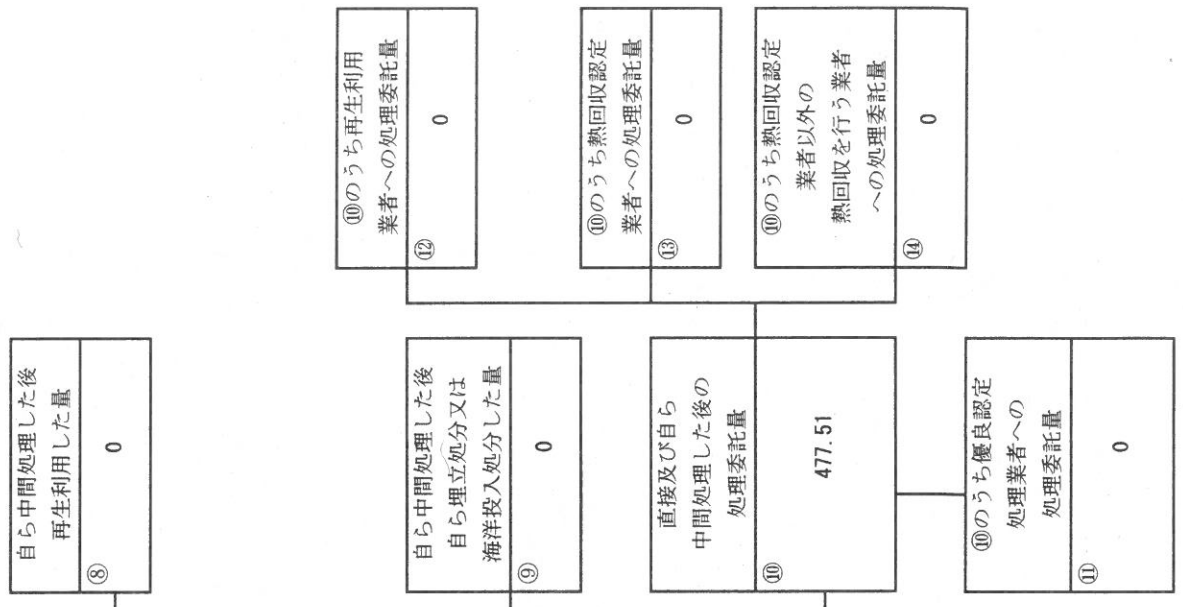 自ら中間処理した後
再生利用した量
⑧
0
自ら中間処理した後
自ら埋立処分又は
海洋投入処分した量
⑨
0
直接及び自ら
中間処理した後の
処理委託量
⑩
477.51
⑩のうち優良認定
処理業者への
処理委託量
⑪
0
⑩のうち再生利用
業者への処理委託量
⑫
0
⑩のうち熱回収認定
業者への処理委託量
⑬
0
⑩のうち熱回収認定
業者以外の
熱回収を行う業者
への処理委託量
⑭
0